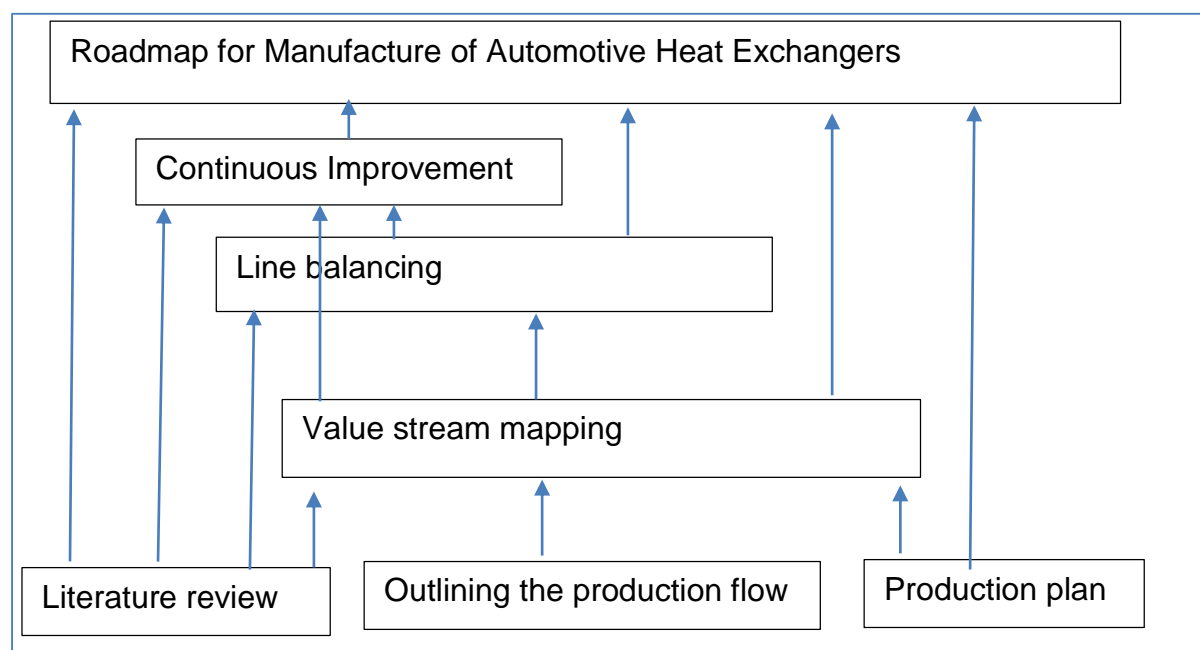 Roadmap for Manufacture of Automotive Heat Exchangers
Continuous Improvement
Line balancing
Value stream mapping
Literature review
Outlining the production flow
Production plan